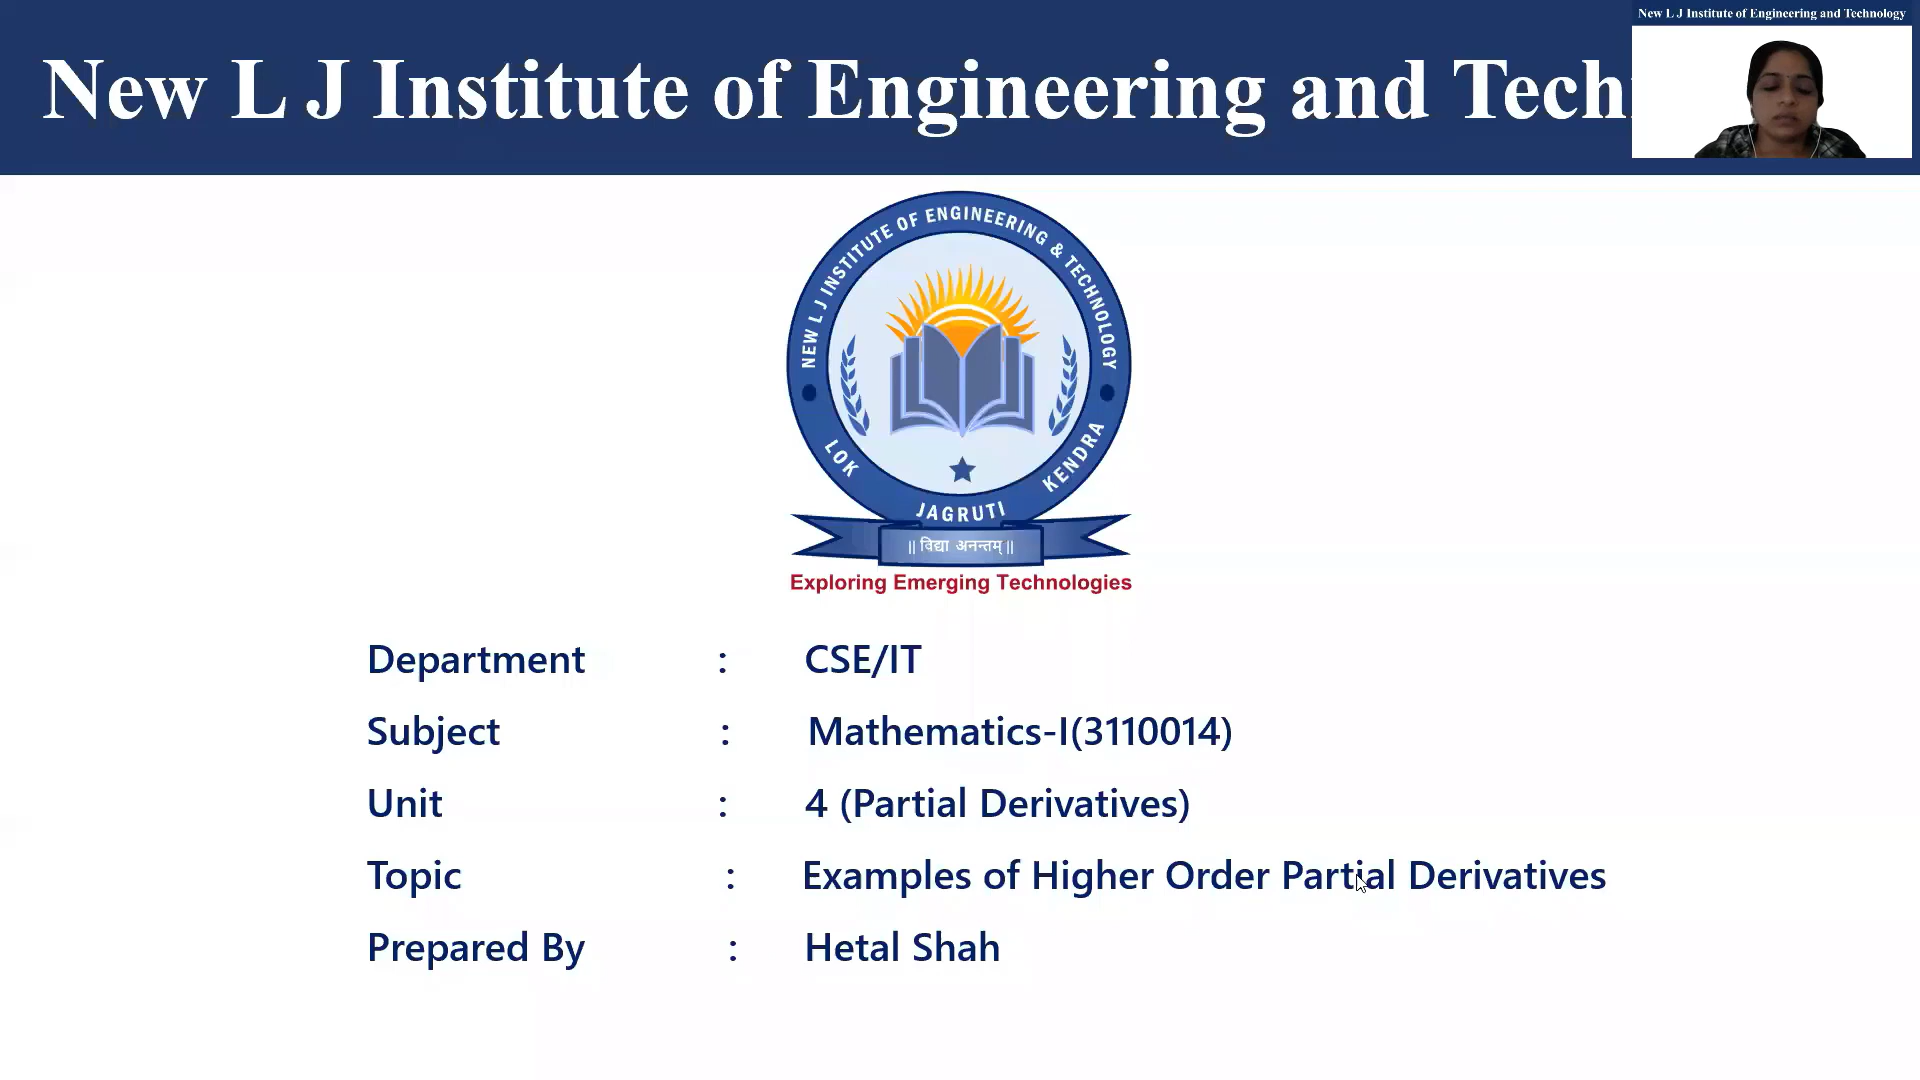 New L J Institute of Engineering and Tech
New L J Institute of Engineering and Technology
NEW L J INSTITUTE OF ENGINEERING & TECHNOLOGY
LOK JAGRUTI KENDRA
|| विद्या अनन्तम् ||
Exploring Emerging Technologies
Department : CSE/IT
Subject : Mathematics-I(3110014)
Unit : 4 (Partial Derivatives)
Topic : Examples of Higher Order Partial Derivatives
Prepared By : Hetal Shah